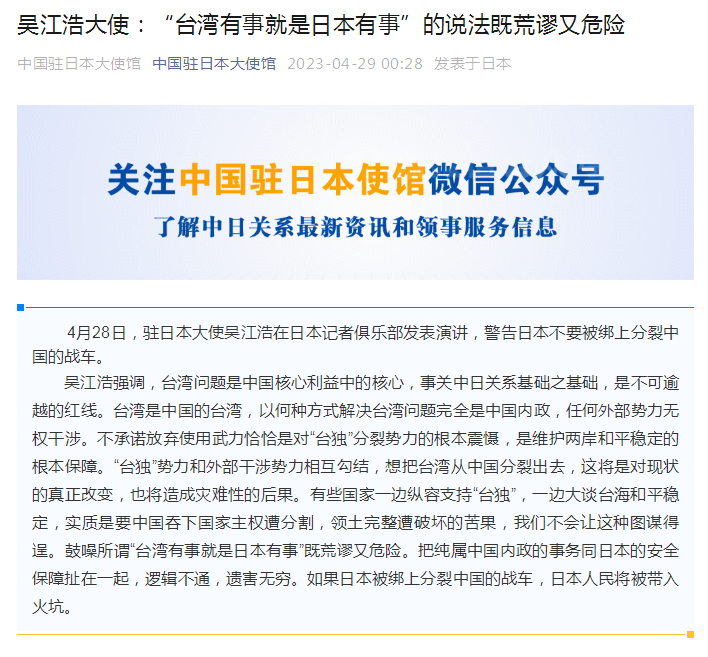 吴江浩大使：“台湾有事就是日本有事”的说法既荒谬又危险
中国驻日本大使馆 中国驻日本大使馆 2023-04-29 00:28 发表于日本
关注中国驻日本使馆微信公众号
了解中日关系最新资讯和领事服务信息
4月28日，驻日本大使吴江浩在日本记者俱乐部发表演讲，警告日本不要被绑上分裂中
国的战车。
吴江浩强调，台湾问题是中国核心利益中的核心，事关中日关系基础之基础，是不可逾
越的红线。台湾是中国的台湾，以何种方式解决台湾问题完全是中国内政，任何外部势力无
权干涉。不承诺放弃使用武力恰恰是对“台独”分裂势力的根本震慑，是维护两岸和平稳定的
根本保障。“台独”势力和外部干涉势力相互勾结，想把台湾从中国分裂出去，这将是对现状
的真正改变，也将造成灾难性的后果。有些国家一边纵容支持“台独”，一边大谈台海和平稳
定，实质是要中国吞下国家主权遭分割，领土完整遭破坏的苦果，我们不会让这种图谋得
逞。鼓噪所谓“台湾有事就是日本有事”既荒谬又危险。把纯属中国内政的事务同日本的安全
保障扯在一起，逻辑不通，遗害无穷。如果日本被绑上分裂中国的战车，日本人民将被带入
火坑。